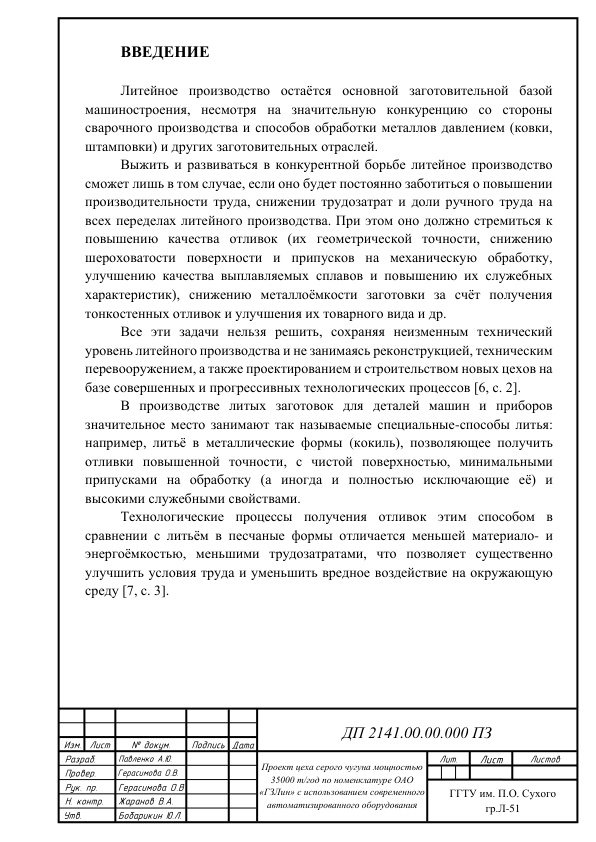 ВВЕДЕНИЕ
Литейное производство остаётся основной заготовительной базой
машиностроения, несмотря на значительную конкуренцию со стороны
сварочного производства и способов обработки металлов давлением (ковки,
штамповки) и других заготовительных отраслей.
Выжить и развиваться в конкурентной борьбе литейное производство
сможет лишь в том случае, если оно будет постоянно заботиться о повышении
производительности труда, снижении трудозатрат и доли ручного труда на
всех переделах литейного производства. При этом оно должно стремиться к
повышению качества отливок (их геометрической точности, снижению
шероховатости поверхности и припусков на механическую обработку,
улучшению качества выплавляемых сплавов и повышению их служебных
характеристик), снижению металлоёмкости заготовки за счёт получения
тонкостенных отливок и улучшения их товарного вида и др.
Все эти задачи нельзя решить, сохраняя неизменным технический
уровень литейного производства и не занимаясь реконструкцией, техническим
перевооружением, а также проектированием и строительством новых цехов на
базе совершенных и прогрессивных технологических процессов [6, с. 2].
В производстве литых заготовок для деталей машин и приборов
значительное место занимают так называемые специальные-способы литья:
например, литьё в металлические формы (кокиль), позволяющее получить
отливки повышенной точности, с чистой поверхностью, минимальными
припусками на обработку (а иногда и полностью исключающие её) и
высокими служебными свойствами.
Технологические процессы получения отливок этим способом в
сравнении с литьём в песчаные формы отличается меньшей материало- и
энергоёмкостью, меньшими трудозатратами, что позволяет существенно
улучшить условия труда и уменьшить вредное воздействие на окружающую
среду [7, с. 3].
ДП 2141.00.00.000 ПЗ
Изм. Лист № докум. Подпись Дата
Разраб. Павленко А.Ю.
Провер. Герасимова О.В.
Рук. пр. Герасимова О.В
Н. контр. Жаранов В.А.
Утв. Бобарикин Ю.Л.
Проект цеха серого чугуна мощностью
35000 т/год по номенклатуре ОАО
«ГЗЛин» с использованием современного
автоматизированного оборудования
Лит. Лист Листов
ГГТУ им. П.О. Сухого
гр.Л-51